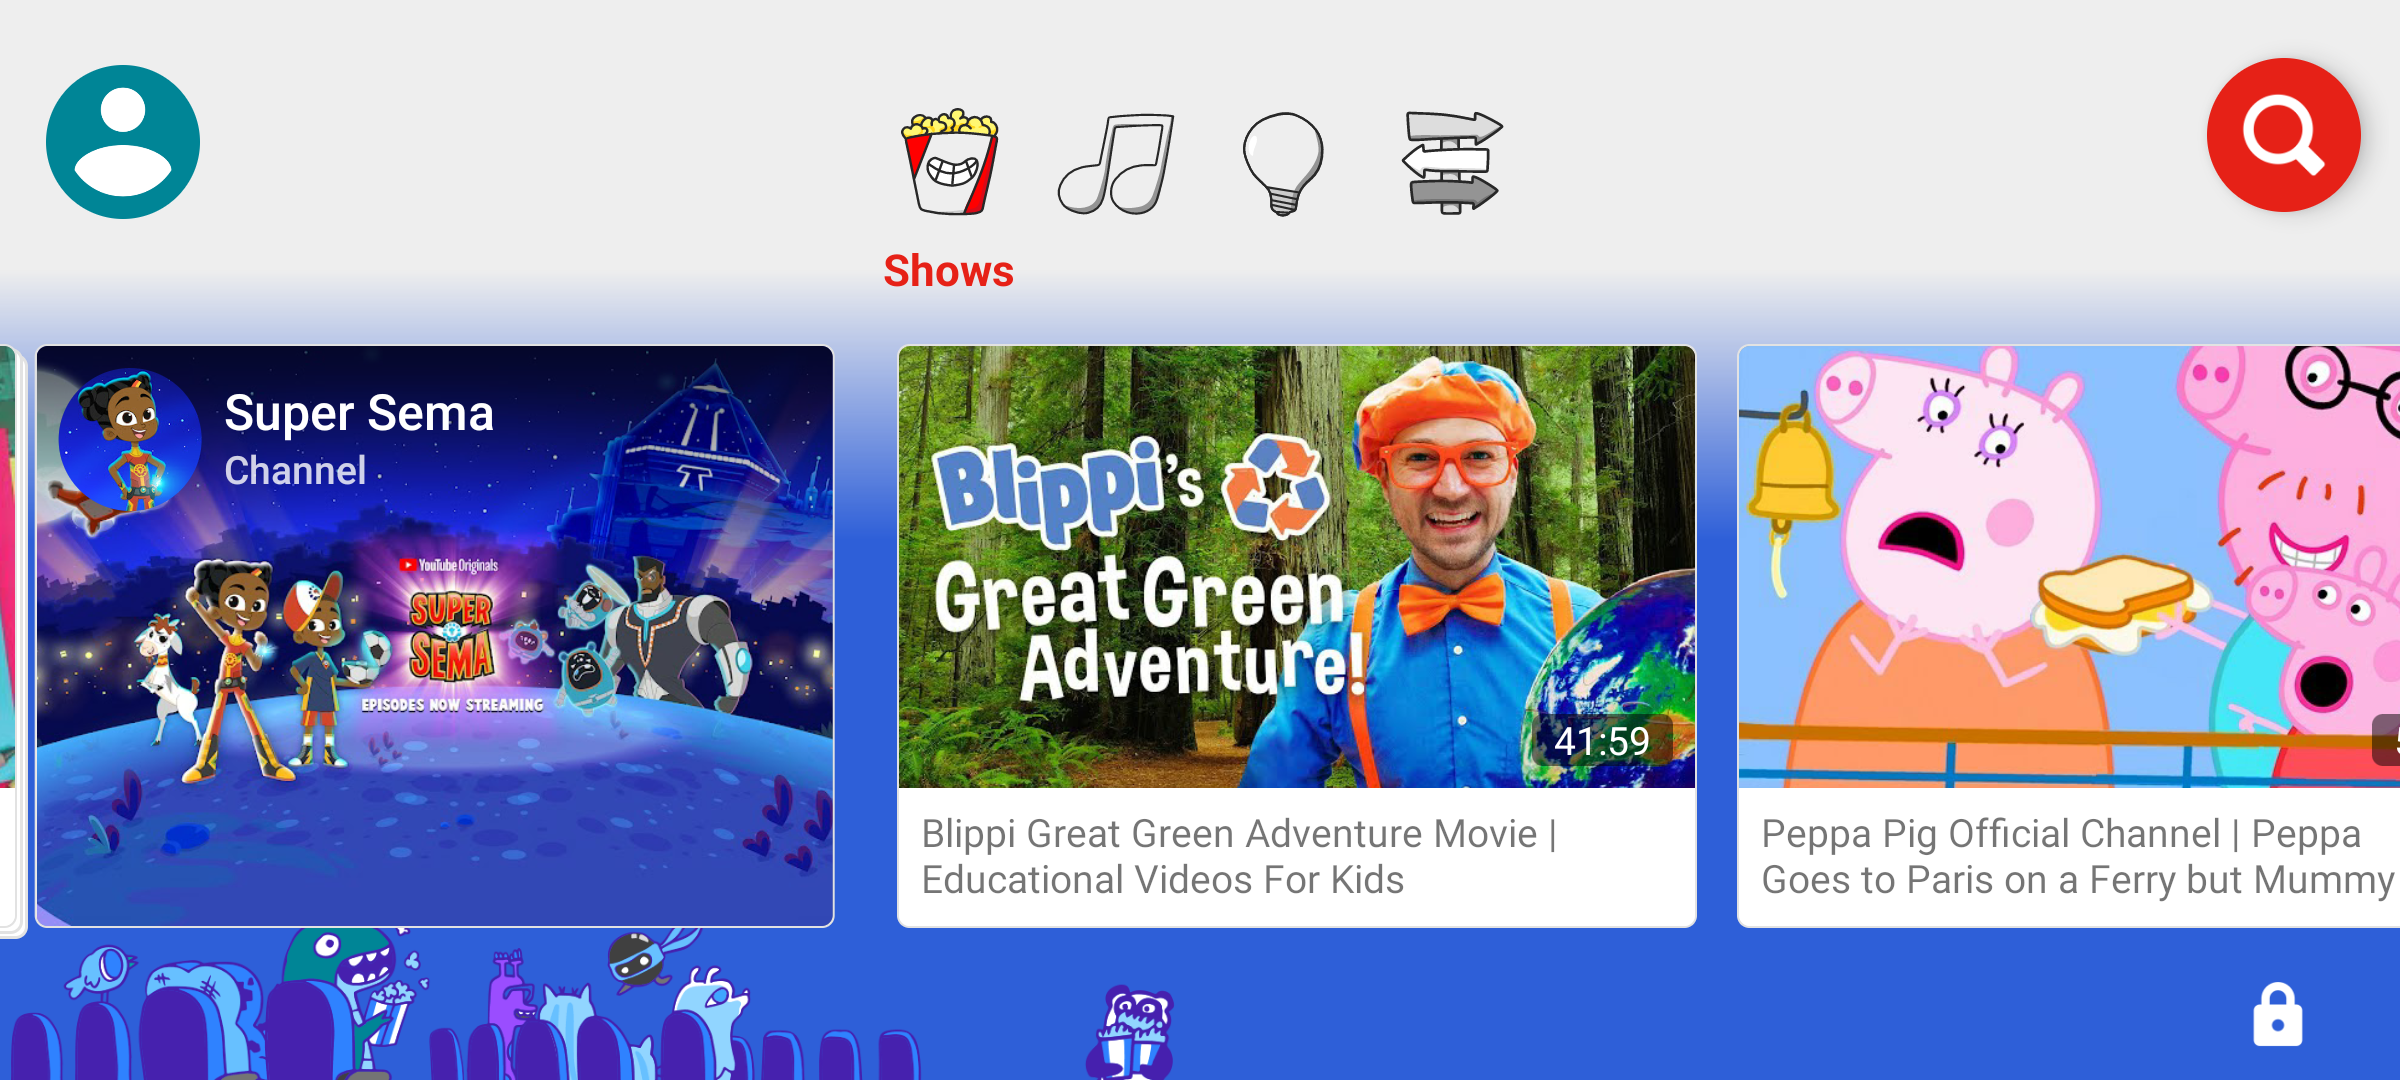 Shows
Super Sema
Channel
YouTube Originals
SUPER
SEMA
EPISODES NOW STREAMING
Blippi's
Great Green
Adventure!
41:59
Blippi Great Green Adventure Movie |
Educational Videos For Kids
Peppa Pig Official Channel | Peppa
Goes to Paris on a Ferry but Mummy